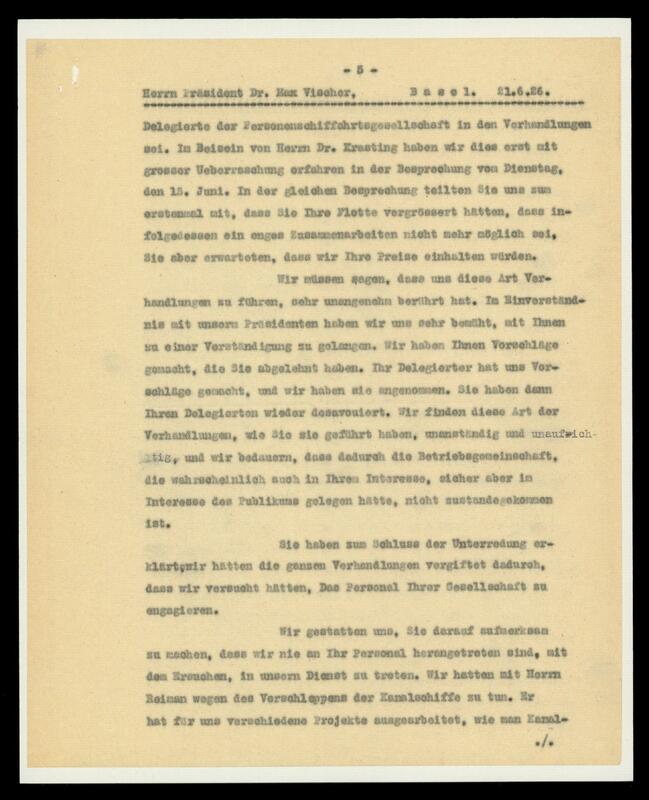 - 5 -
Herrn Präsident Dr. Max Vischer, B a s e l. 21.6.26.
Delegierte der Personenschiffahrtsgesellschaft in den Verhandlungen
sei. Im Beisein von Herrn Dr. Krasting haben wir dies erst mit
grosser Ueberraschung erfahren in der Besprechung vom Dienstag,
den 15. Juni. In der gleichen Besprechung teilten Sie uns zum
erstenmal mit, dass Sie Ihre Flotte vergrössert hätten, dass in-
folgedessen ein enges Zusammenarbeiten nicht mehr möglich sei,
Sie aber erwarteten, dass wir Ihre Preise einhalten würden.
Wir müssen sagen, dass uns diese Art Ver-
handlungen zu führen, sehr unangenehm berührt hat. Im Einverständ-
nis mit unserm Präsidenten haben wir uns sehr bemüht, mit Ihnen
zu einer Verständigung zu gelangen. Wir haben Ihnen Vorschläge
gemacht, die Sie abgelehnt haben. Ihr Delegierter hat uns Vor-
schläge gemacht, und wir haben sie angenommen. Sie haben dann
Ihren Delegierten wieder desavouiert. Wir finden diese Art der
Verhandlungen, wie Sie sie geführt haben, unanständig und unaufrich-
tig, und wir bedauern, dass dadurch die Betriebsgemeinschaft,
die wahrscheinlich auch in Ihrem Interesse, sicher aber im
Interesse des Publikums gelegen hätte, nicht zustandegekommen
ist.
Sie haben zum Schluss der Unterredung er-
klärt,wir hätten die ganzen Verhandlungen vergiftet dadurch,
dass wir versucht hätten, Das Personal Ihrer Gesellschaft zu
engagieren.
Wir gestatten uns, Sie darauf aufmerksam
zu machen, dass wir nie an Ihr Personal herangetreten sind, mit
dem Ersuchen, in unsern Dienst zu treten. Wir hatten mit Herrn
Reiman wegen des Verschleppens der Kanalschiffe zu tun. Er
hat für uns verschiedene Projekte ausgearbeitet, wie man Kanal-
./.